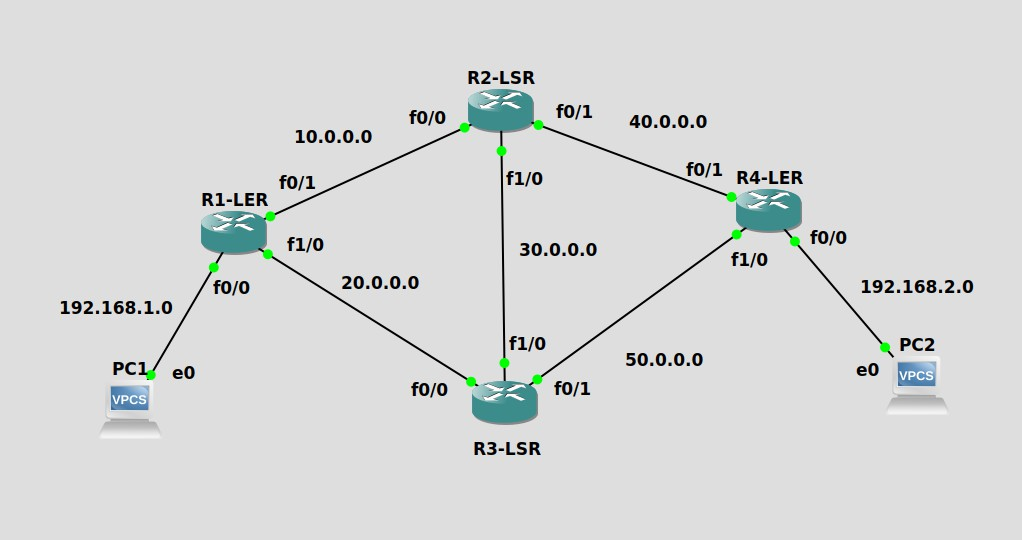 R2-LSR
f0/0
f0/1
40.0.0.0
10.0.0.0
f0/1
R4-LER
f1/0
f0/1
R1-LER
f0/0
f1/0
f1/0
30.0.0.0
f0/0
20.0.0.0
192.168.2.0
192.168.1.0
f1/0
PC2
50.0.0.0
PC1
e0
e0
VPCS
f0/0
f0/1
VPCS
R3-LSR